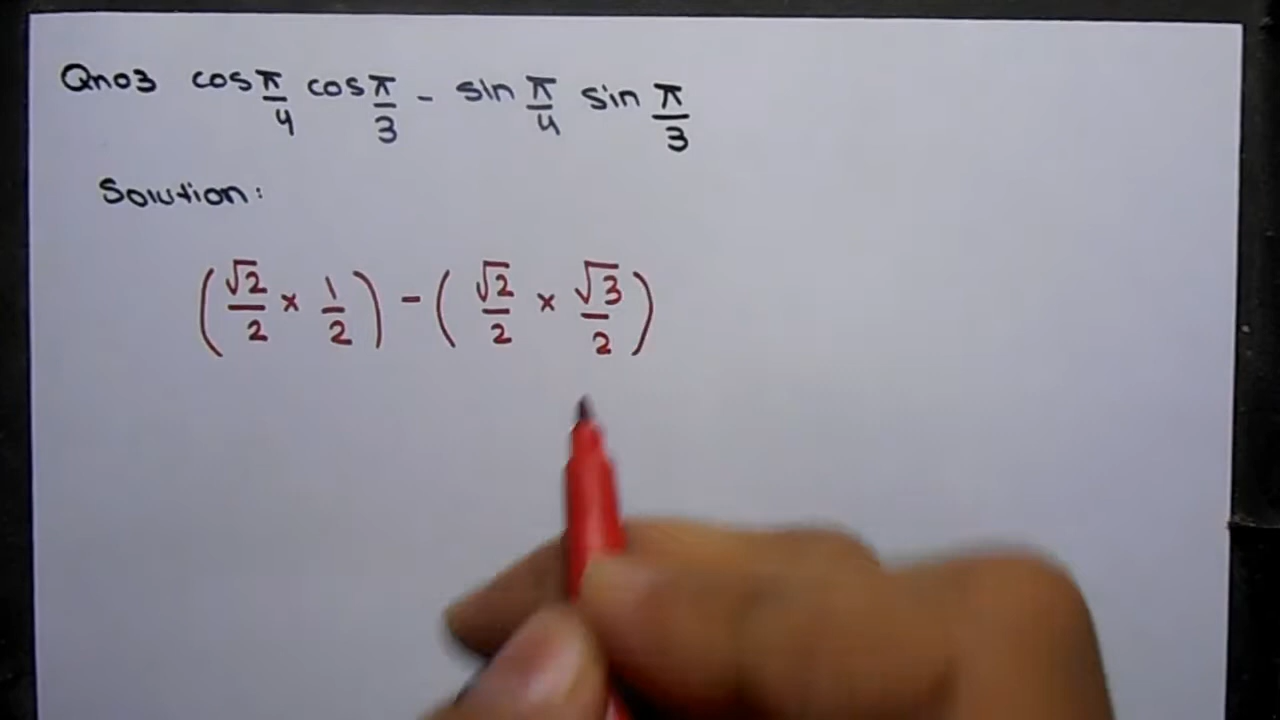 Qno3 cos π/4 cos π/3 - sin π/4 sin π/3
Solution:
(√2/2 × 1/2) - (√2/2 × √3/2)